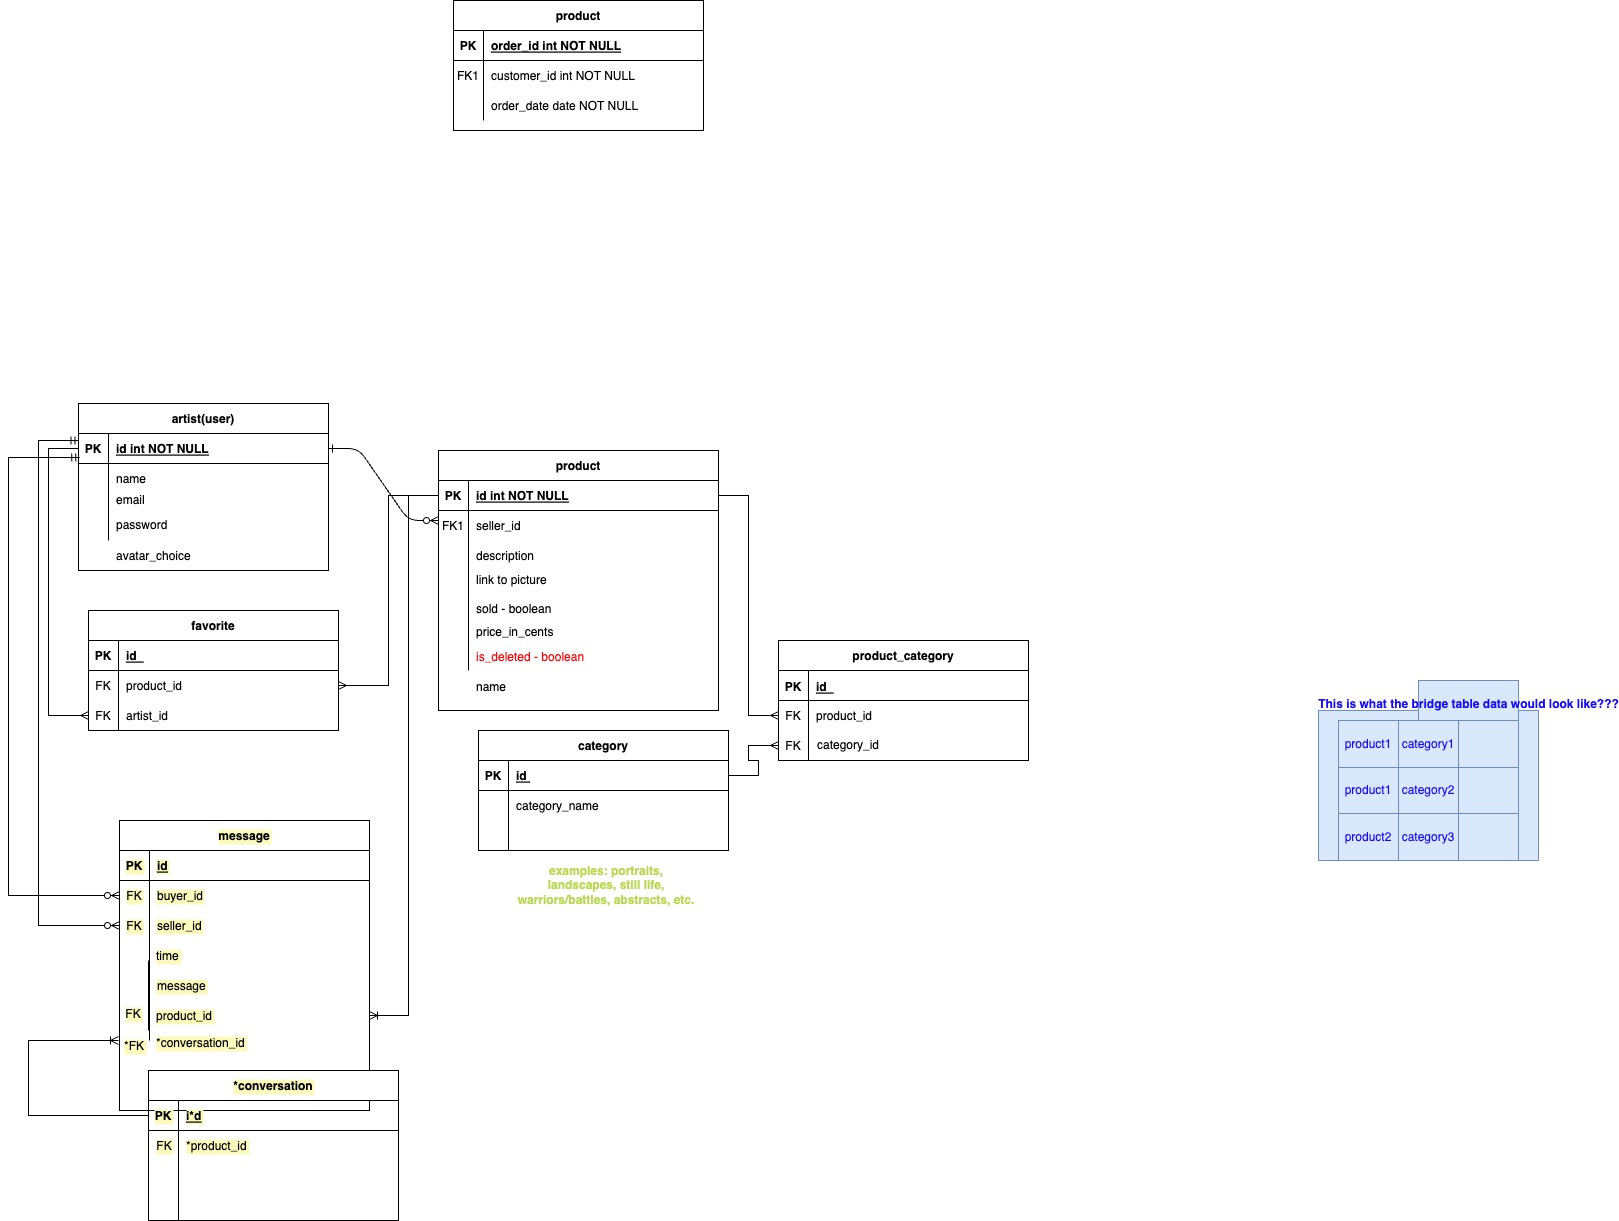 product
PK order_id int NOT NULL
FK1 customer_id int NOT NULL
order_date date NOT NULL
artist(user)
PK id int NOT NULL
name
email
password
avatar_choice
product
PK id int NOT NULL
FK1 seller_id
description
link to picture
sold - boolean
price_in_cents
is_deleted - boolean
name
favorite
PK id
FK product_id
FK artist_id
product_category
PK id
FK product_id
FK category_id
category
PK id
category_name
examples: portraits,
landscapes, still life,
warriors/battles, abstracts, etc.
This is what the bridge table data would look like???
product1 category1
product1 category2
product2 category3
message
PK id
FK buyer_id
FK seller_id
time
message
FK product_id
*FK *conversation_id
*conversation
PK i*d
FK *product_id